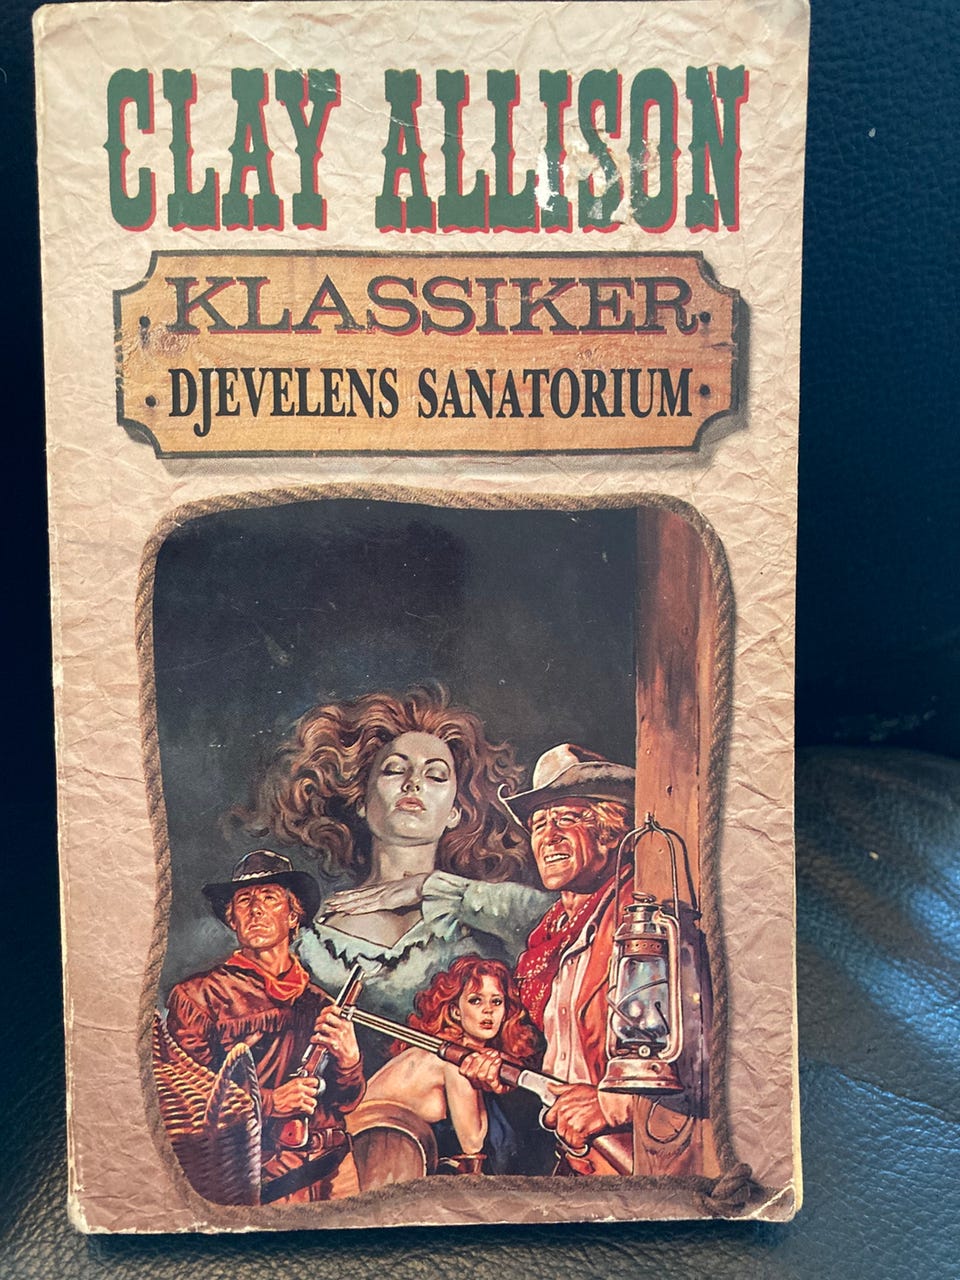 CLAY ALLISON
KLASSIKER
DJEVELENS SANATORIUM